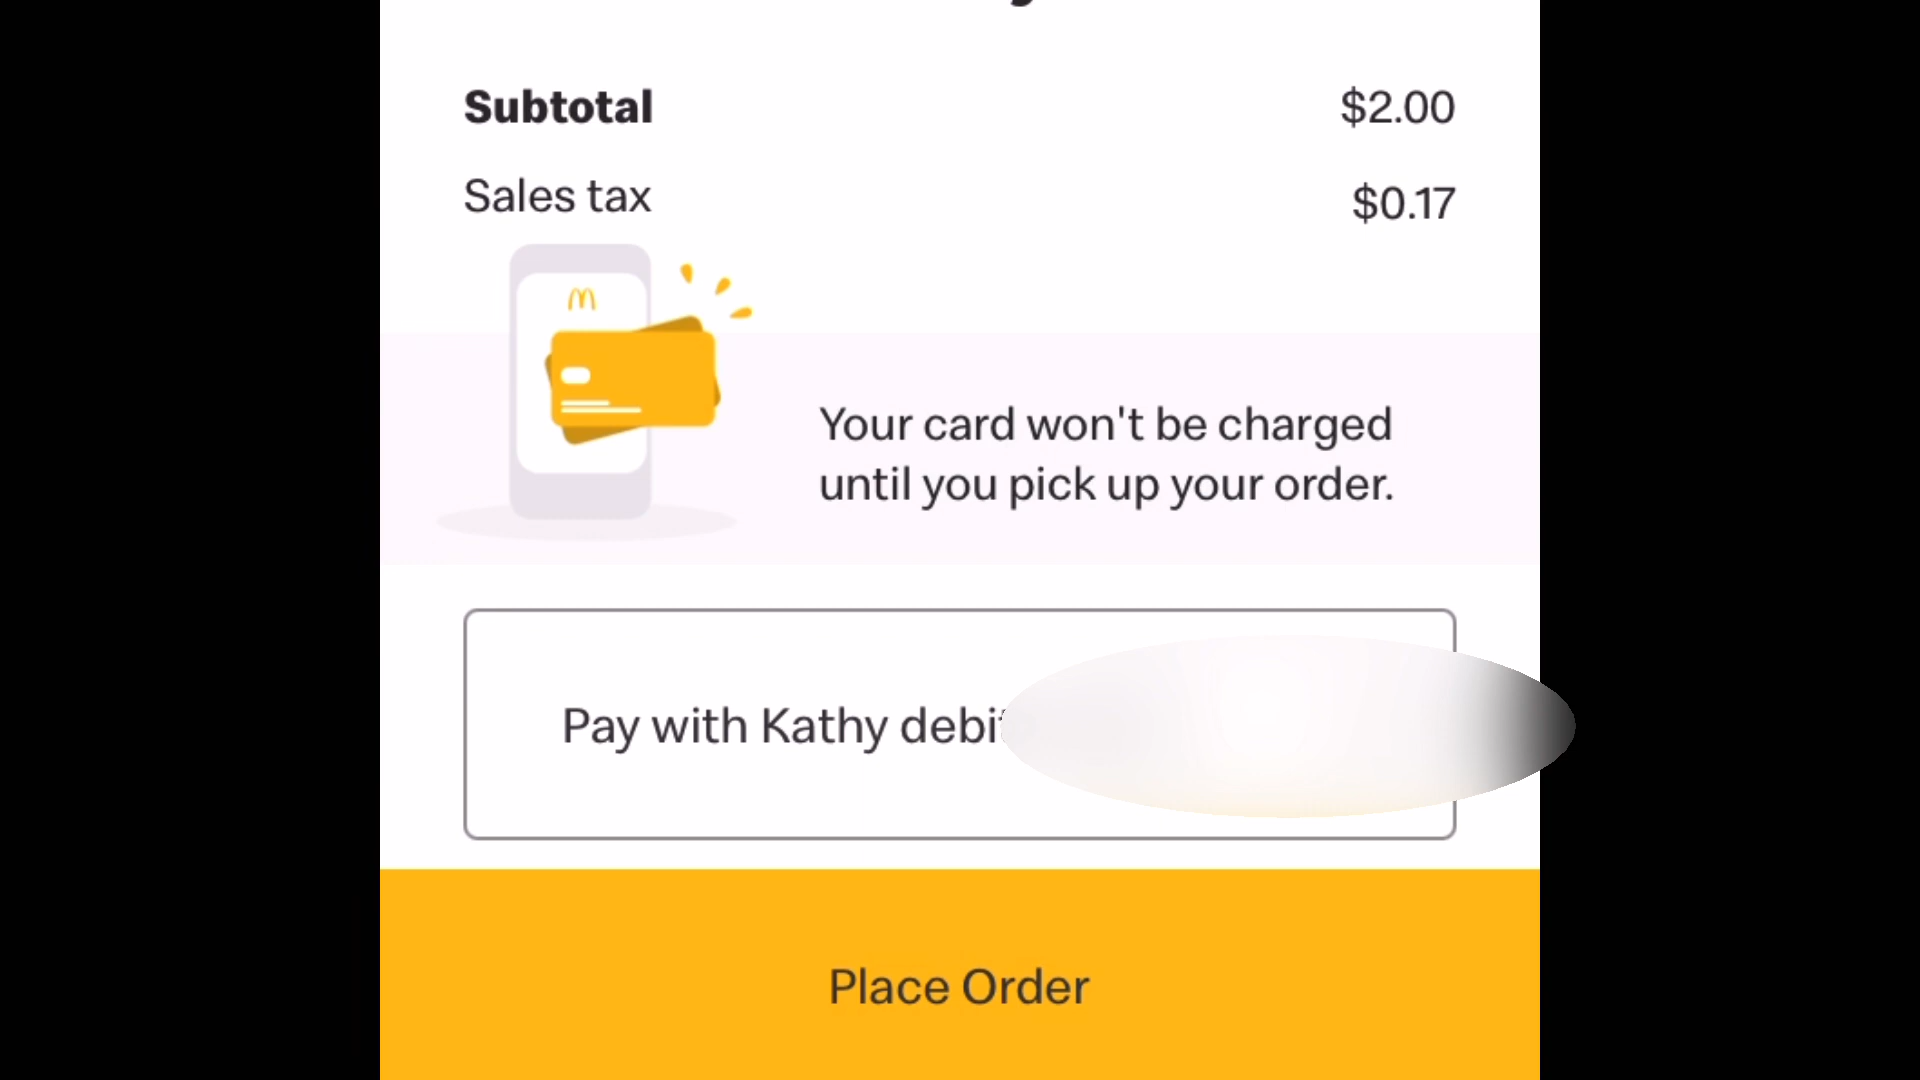 Subtotal $2.00
Sales tax $0.17
Your card won't be charged
until you pick up your order.
Pay with Kathy debit
Place Order